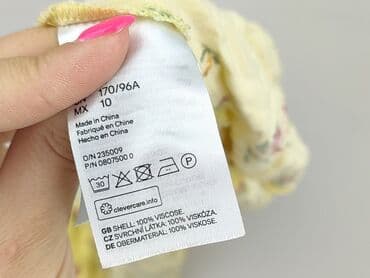 170/96A
MX 10
Made in China
Fabriqué en Chine
Hecho en China
O/N 235009
P/N 0807500 0
30
P
clevercare.info
GB SHELL: 100% VISCOSE.
CZ SVRCHNÍ LÁTKA: 100% VISKÓZA.
DE OBERMATERIAL: 100% VISKOSE.